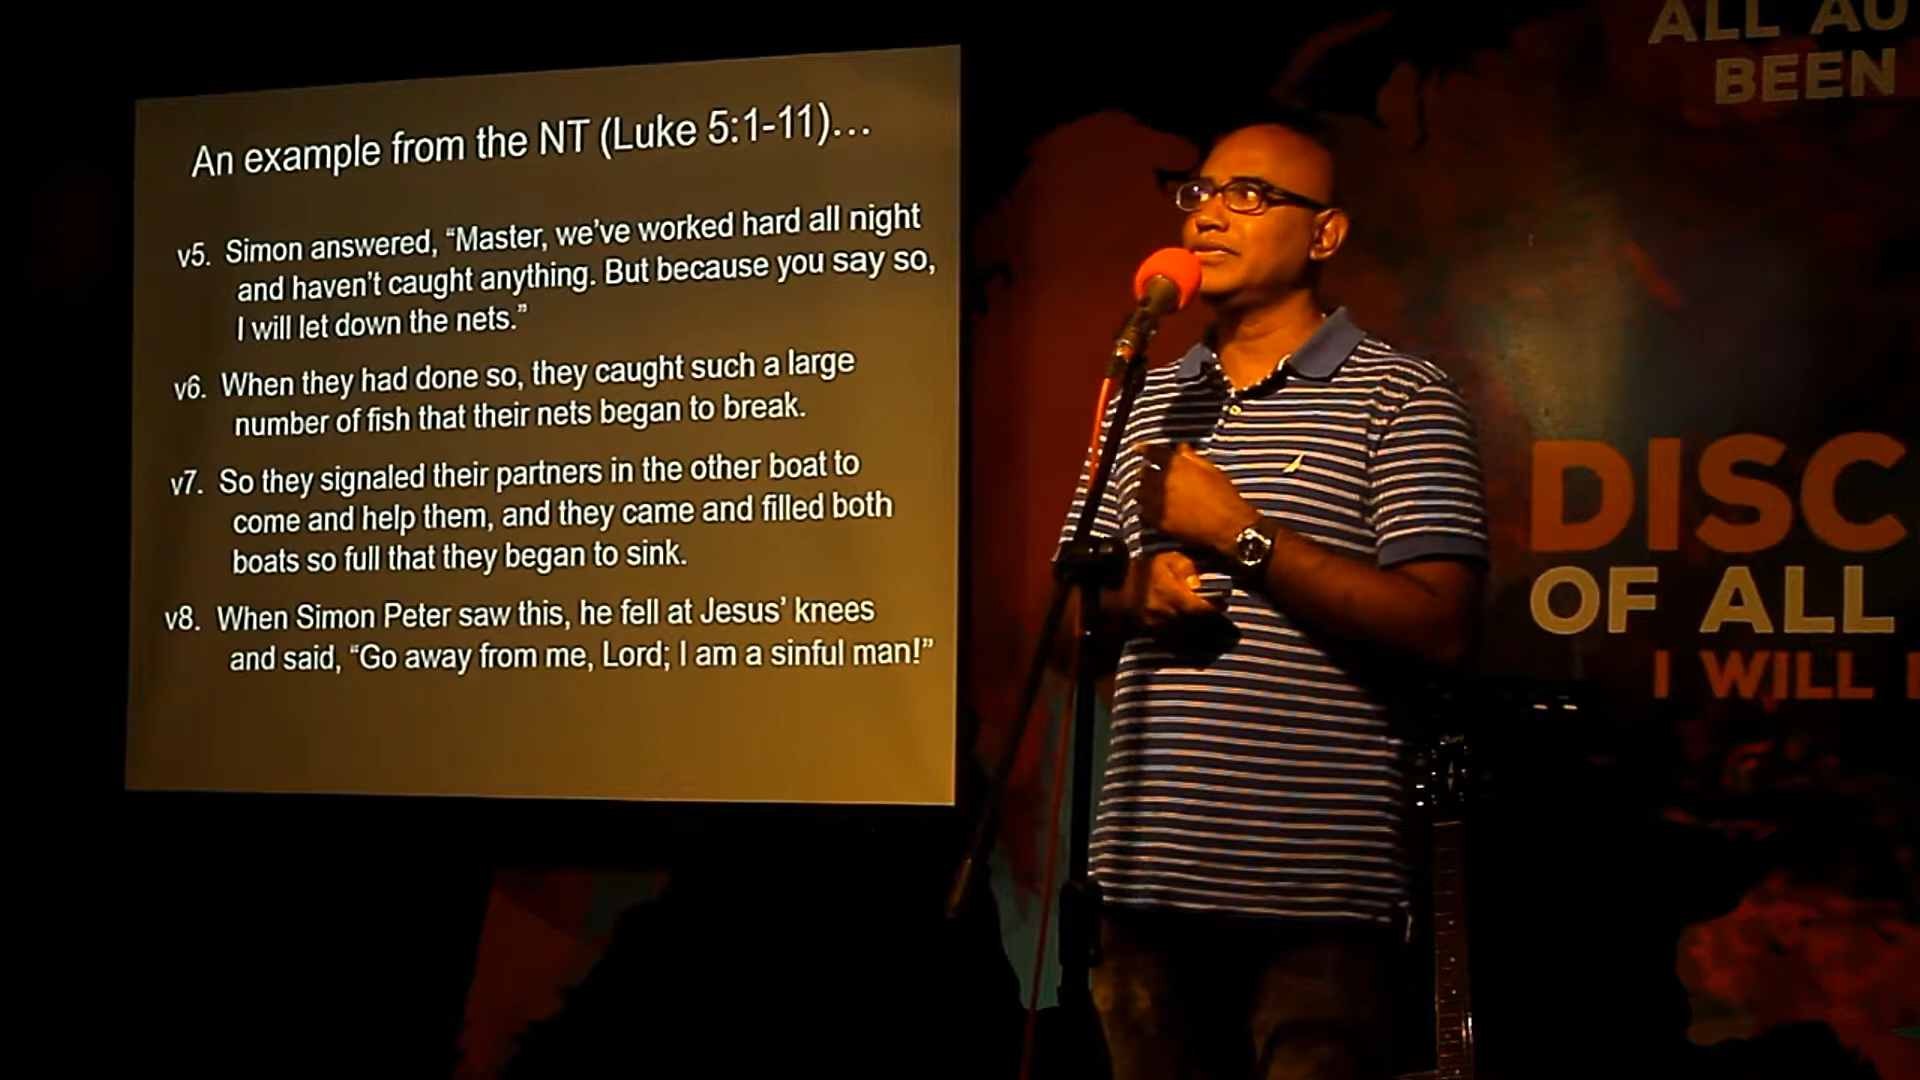 An example from the NT (Luke 5:1-11)…
v5. Simon answered, “Master, we’ve worked hard all night
and haven’t caught anything. But because you say so,
I will let down the nets.”
v6. When they had done so, they caught such a large
number of fish that their nets began to break.
v7. So they signaled their partners in the other boat to
come and help them, and they came and filled both
boats so full that they began to sink.
v8. When Simon Peter saw this, he fell at Jesus’ knees
and said, “Go away from me, Lord; I am a sinful man!”
ALL AU
BEEN
DISC
OF ALL
I WILL